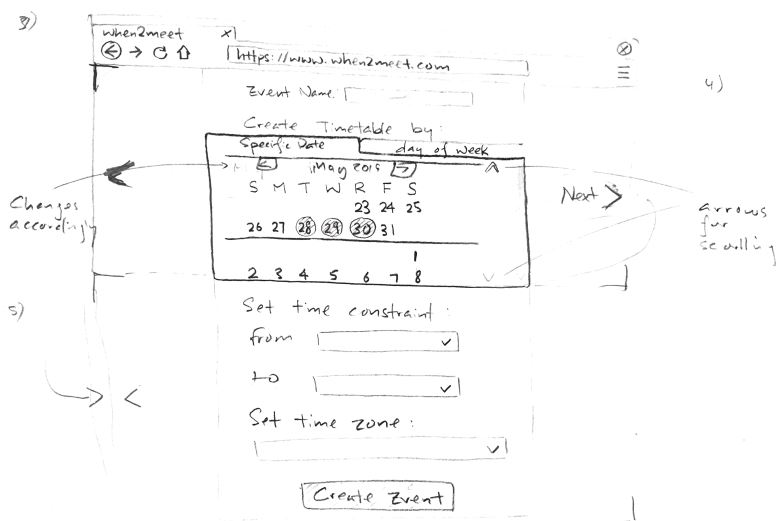 3)
when2meet x
https://www.when2meet.com
4)
Event Name:
Create Timetable by:
Specific Date day of week
May 2019
S M T W R F S
23 24 25
26 27 28 29 30 31
1
2 3 4 5 6 7 8
Changes
accordingly
Next
arrows
for
scrolling
5)
Set time constraint:
from
to
Set time zone:
Create Event